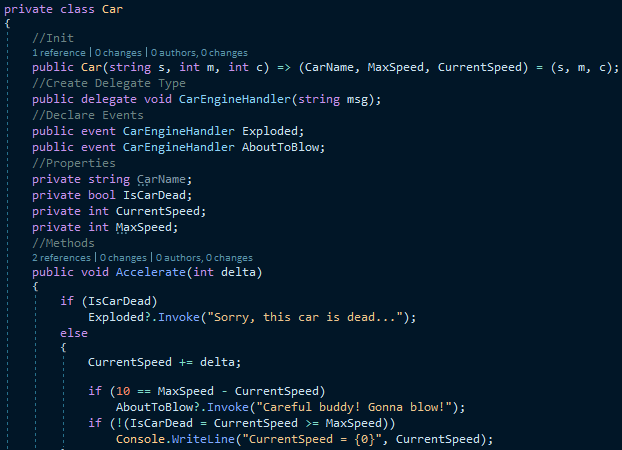 private class Car
{
//Init
1 reference | 0 changes | 0 authors, 0 changes
public Car(string s, int m, int c) => (CarName, MaxSpeed, CurrentSpeed) = (s, m, c);
//Create Delegate Type
public delegate void CarEngineHandler(string msg);
//Declare Events
public event CarEngineHandler Exploded;
public event CarEngineHandler AboutToBlow;
//Properties
private string CarName;
private bool IsCarDead;
private int CurrentSpeed;
private int MaxSpeed;
//Methods
2 references | 0 changes | 0 authors, 0 changes
public void Accelerate(int delta)
{
if (IsCarDead)
Exploded?.Invoke("Sorry, this car is dead...");
else
{
CurrentSpeed += delta;
if (10 == MaxSpeed - CurrentSpeed)
AboutToBlow?.Invoke("Careful buddy! Gonna blow!");
if (!(IsCarDead = CurrentSpeed >= MaxSpeed))
Console.WriteLine("CurrentSpeed = {0}", CurrentSpeed);